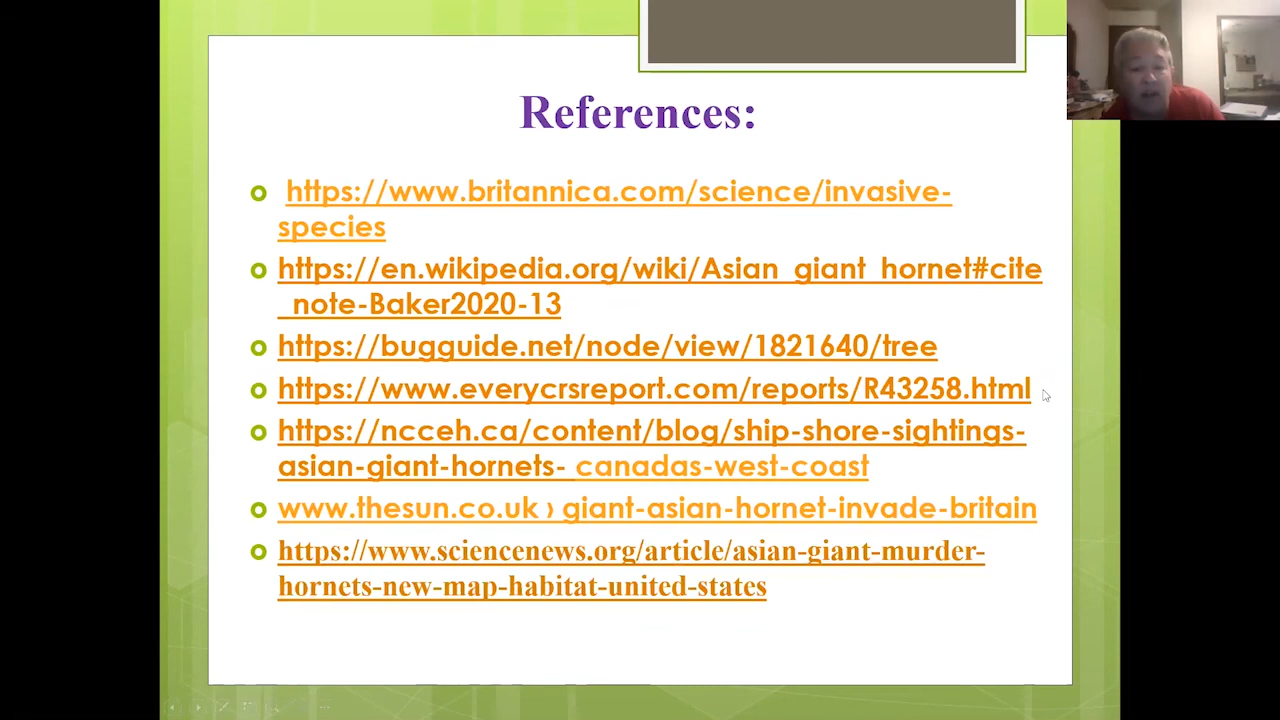 References:
https://www.britannica.com/science/invasive-
species
https://en.wikipedia.org/wiki/Asian_giant_hornet#cite
_note-Baker2020-13
https://bugguide.net/node/view/1821640/tree
https://www.everycrsreport.com/reports/R43258.html
https://ncceh.ca/content/blog/ship-shore-sightings-
asian-giant-hornets- canadas-west-coast
www.thesun.co.uk › giant-asian-hornet-invade-britain
https://www.sciencenews.org/article/asian-giant-murder-
hornets-new-map-habitat-united-states